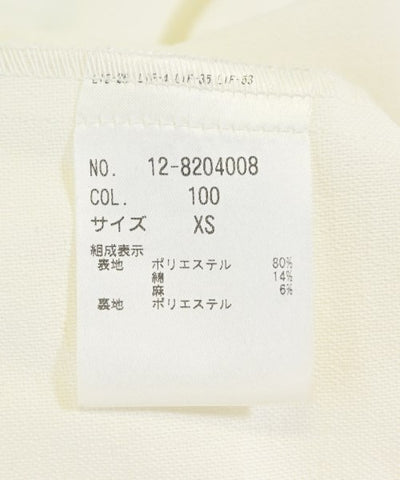 NO. 12-8204008
COL. 100
サイズ XS
組成表示
表地 ポリエステル 80%
綿 14%
麻 6%
裏地 ポリエステル